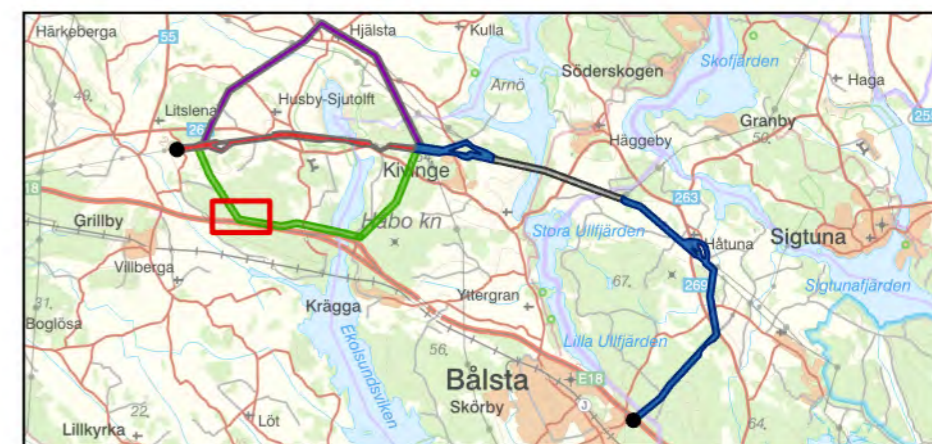 Härkeberga
55
Hjälsta
Kulla
Skofjärden
Söderskogen
Haga
49.
Arnö
Litslena
Husby-Sjutolft
Granby
263
Häggeby
50.
Kivinge
18
263
Grillby
Habo kn
Stora Ullfjärden
Håtuna
Sigtuna
Villberga
67.
269
Sigtunafjärden
31.
Krägga
Yttergran
Boglösa
Ekolsundsviken
56.
Lilla Ullfjärden
Bålsta
E18
Skörby
J
22.
Löt
Lillkyrka
64.